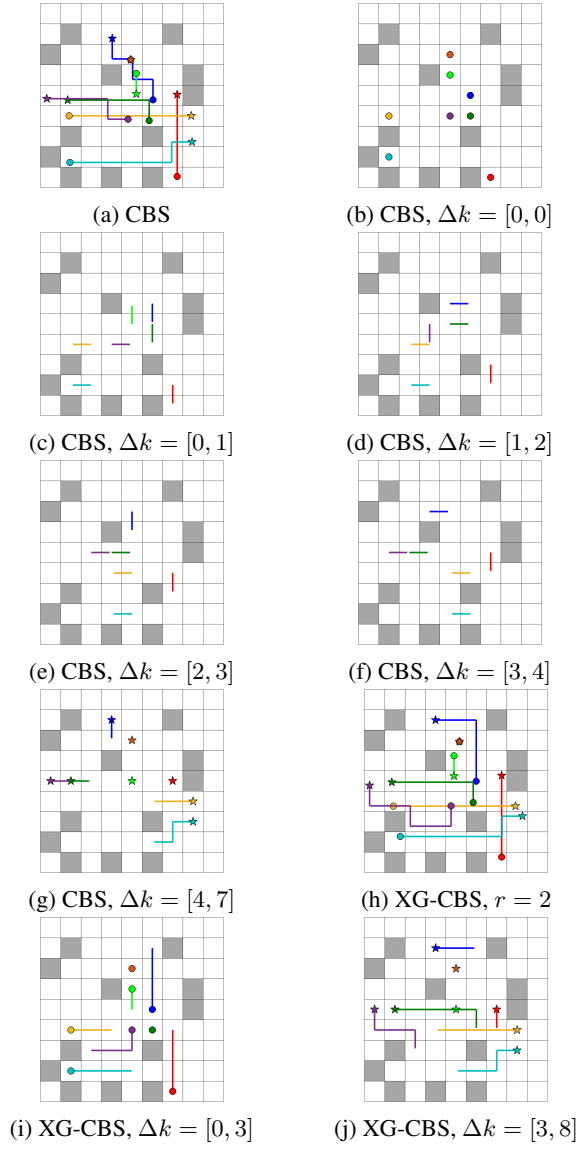 (a) CBS
(b) CBS, Δk = [0, 0]
(c) CBS, Δk = [0, 1]
(d) CBS, Δk = [1, 2]
(e) CBS, Δk = [2, 3]
(f) CBS, Δk = [3, 4]
(g) CBS, Δk = [4, 7]
(h) XG-CBS, r = 2
(i) XG-CBS, Δk = [0, 3]
(j) XG-CBS, Δk = [3, 8]